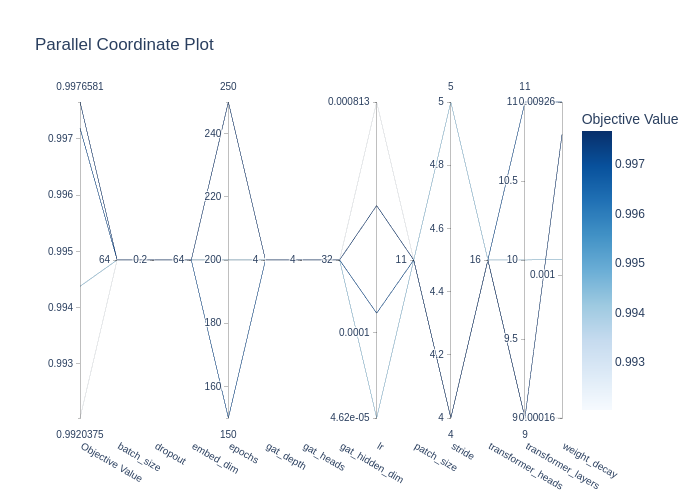 Parallel Coordinate Plot
0.9976581
250
0.000813
5
11
0.00926
Objective Value
5
11
0.997
240
0.997
4.8
10.5
0.996
220
0.996
4.6
0.995
64
0.2
64
200
4
4
32
11
16
10
0.995
0.001
4.4
0.994
180
0.994
0.0001
4.2
9.5
0.993
160
0.993
4.62e-05
4
9
0.00016
0.9920375
150
4
9
Objective Value
batch_size
dropout
embed_dim
epochs
gat_depth
gat_heads
gat_hidden_dim
lr
patch_size
stride
transformer_heads
transformer_layers
weight_decay